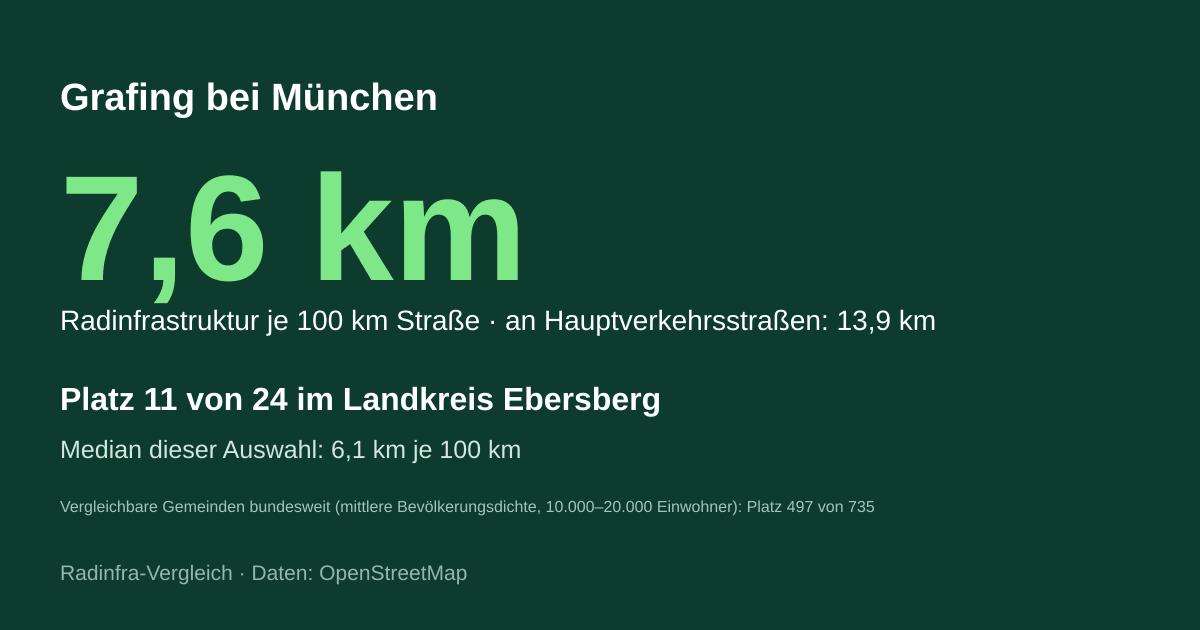 Grafing bei München
7,6 km
Radinfrastruktur je 100 km Straße · an Hauptverkehrsstraßen: 13,9 km
Platz 11 von 24 im Landkreis Ebersberg
Median dieser Auswahl: 6,1 km je 100 km
Vergleichbare Gemeinden bundesweit (mittlere Bevölkerungsdichte, 10.000–20.000 Einwohner): Platz 497 von 735
Radinfra-Vergleich · Daten: OpenStreetMap